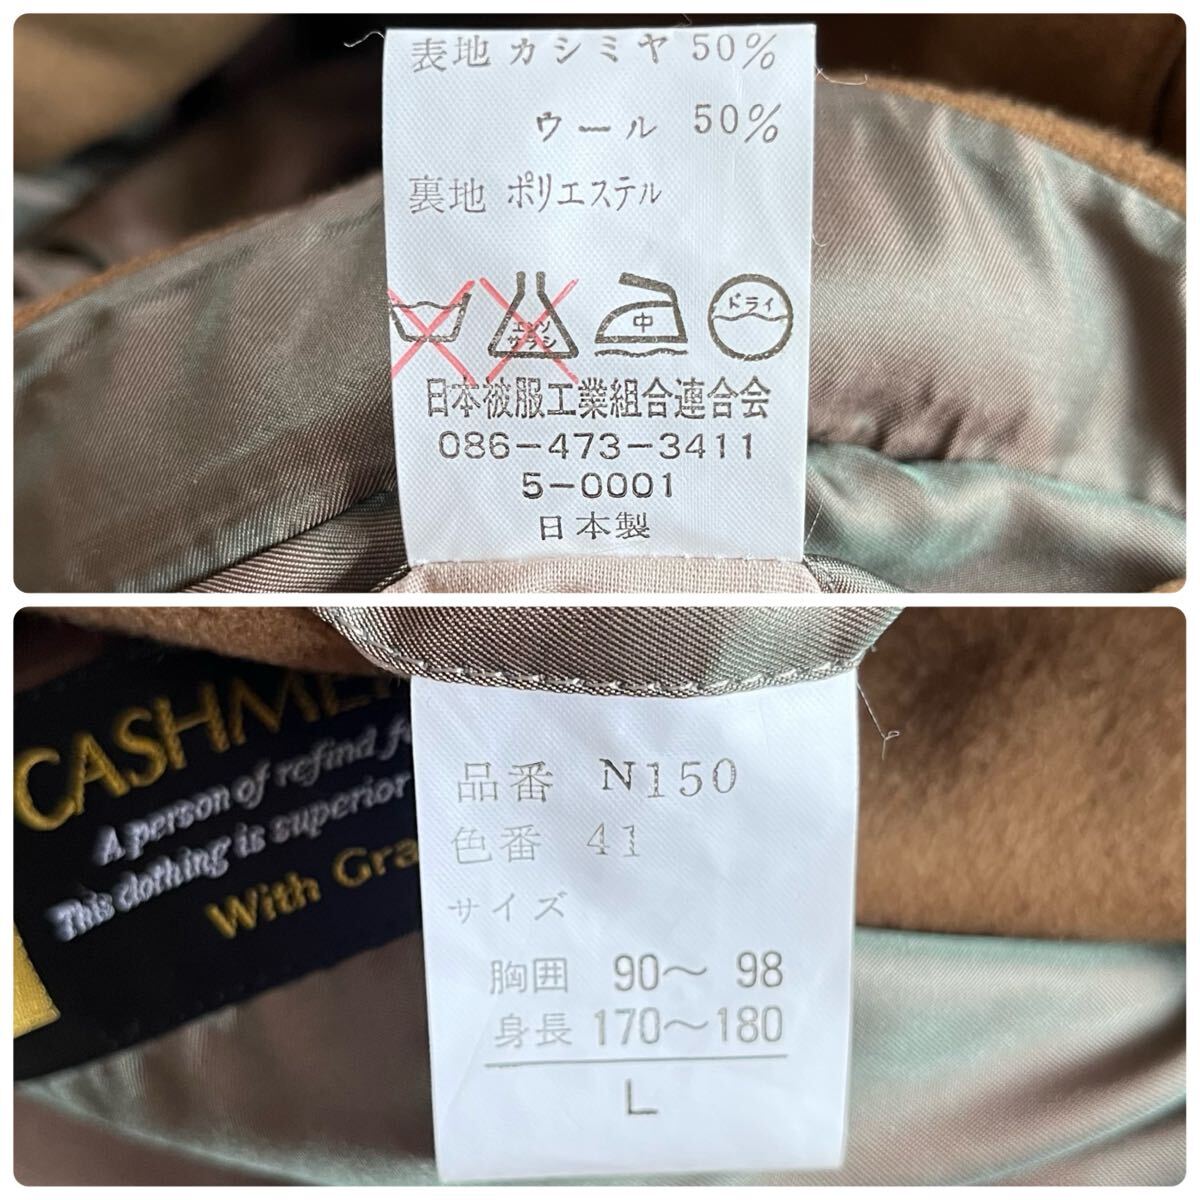 表地 カシミヤ 50%
ウール 50%
裏地 ポリエステル
エンソ
サラシ
中
ドライ
日本被服工業組合連合会
086-473-3411
5-0001
日本製
A person of refind
This clothing is superior
With
品番 N150
色番 41
サイズ
胸囲 90〜 98
身長 170〜180
L